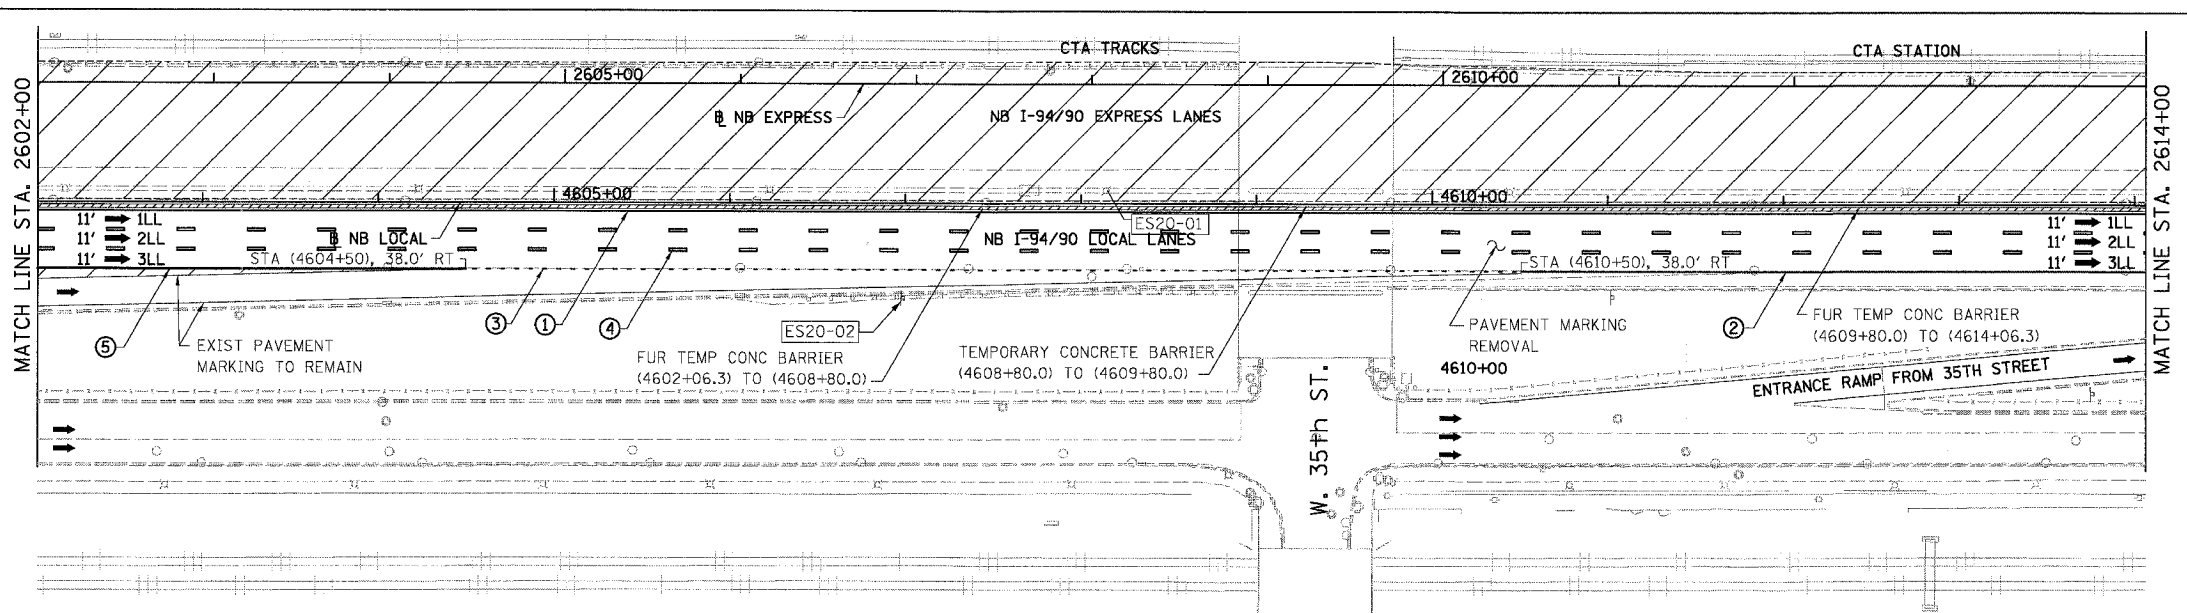 CTA TRACKS
CTA STATION
MATCH LINE STA. 2602+00
MATCH LINE STA. 2614+00
2605+00
2610+00
℄ NB EXPRESS
NB I-94/90 EXPRESS LANES
4605+00
4610+00
11' 1LL
11' 2LL
11' 3LL
℄ NB LOCAL
NB I-94/90 LOCAL LANES
ES20-01
11' 1LL
11' 2LL
11' 3LL
STA (4604+50), 38.0' RT
STA (4610+50), 38.0' RT
5
3
1
4
2
ES20-02
EXIST PAVEMENT
MARKING TO REMAIN
FUR TEMP CONC BARRIER
(4602+06.3) TO (4608+80.0)
TEMPORARY CONCRETE BARRIER
(4608+80.0) TO (4609+80.0)
PAVEMENT MARKING
REMOVAL
4610+00
FUR TEMP CONC BARRIER
(4609+80.0) TO (4614+06.3)
ENTRANCE RAMP FROM 35TH STREET
W. 35th ST.